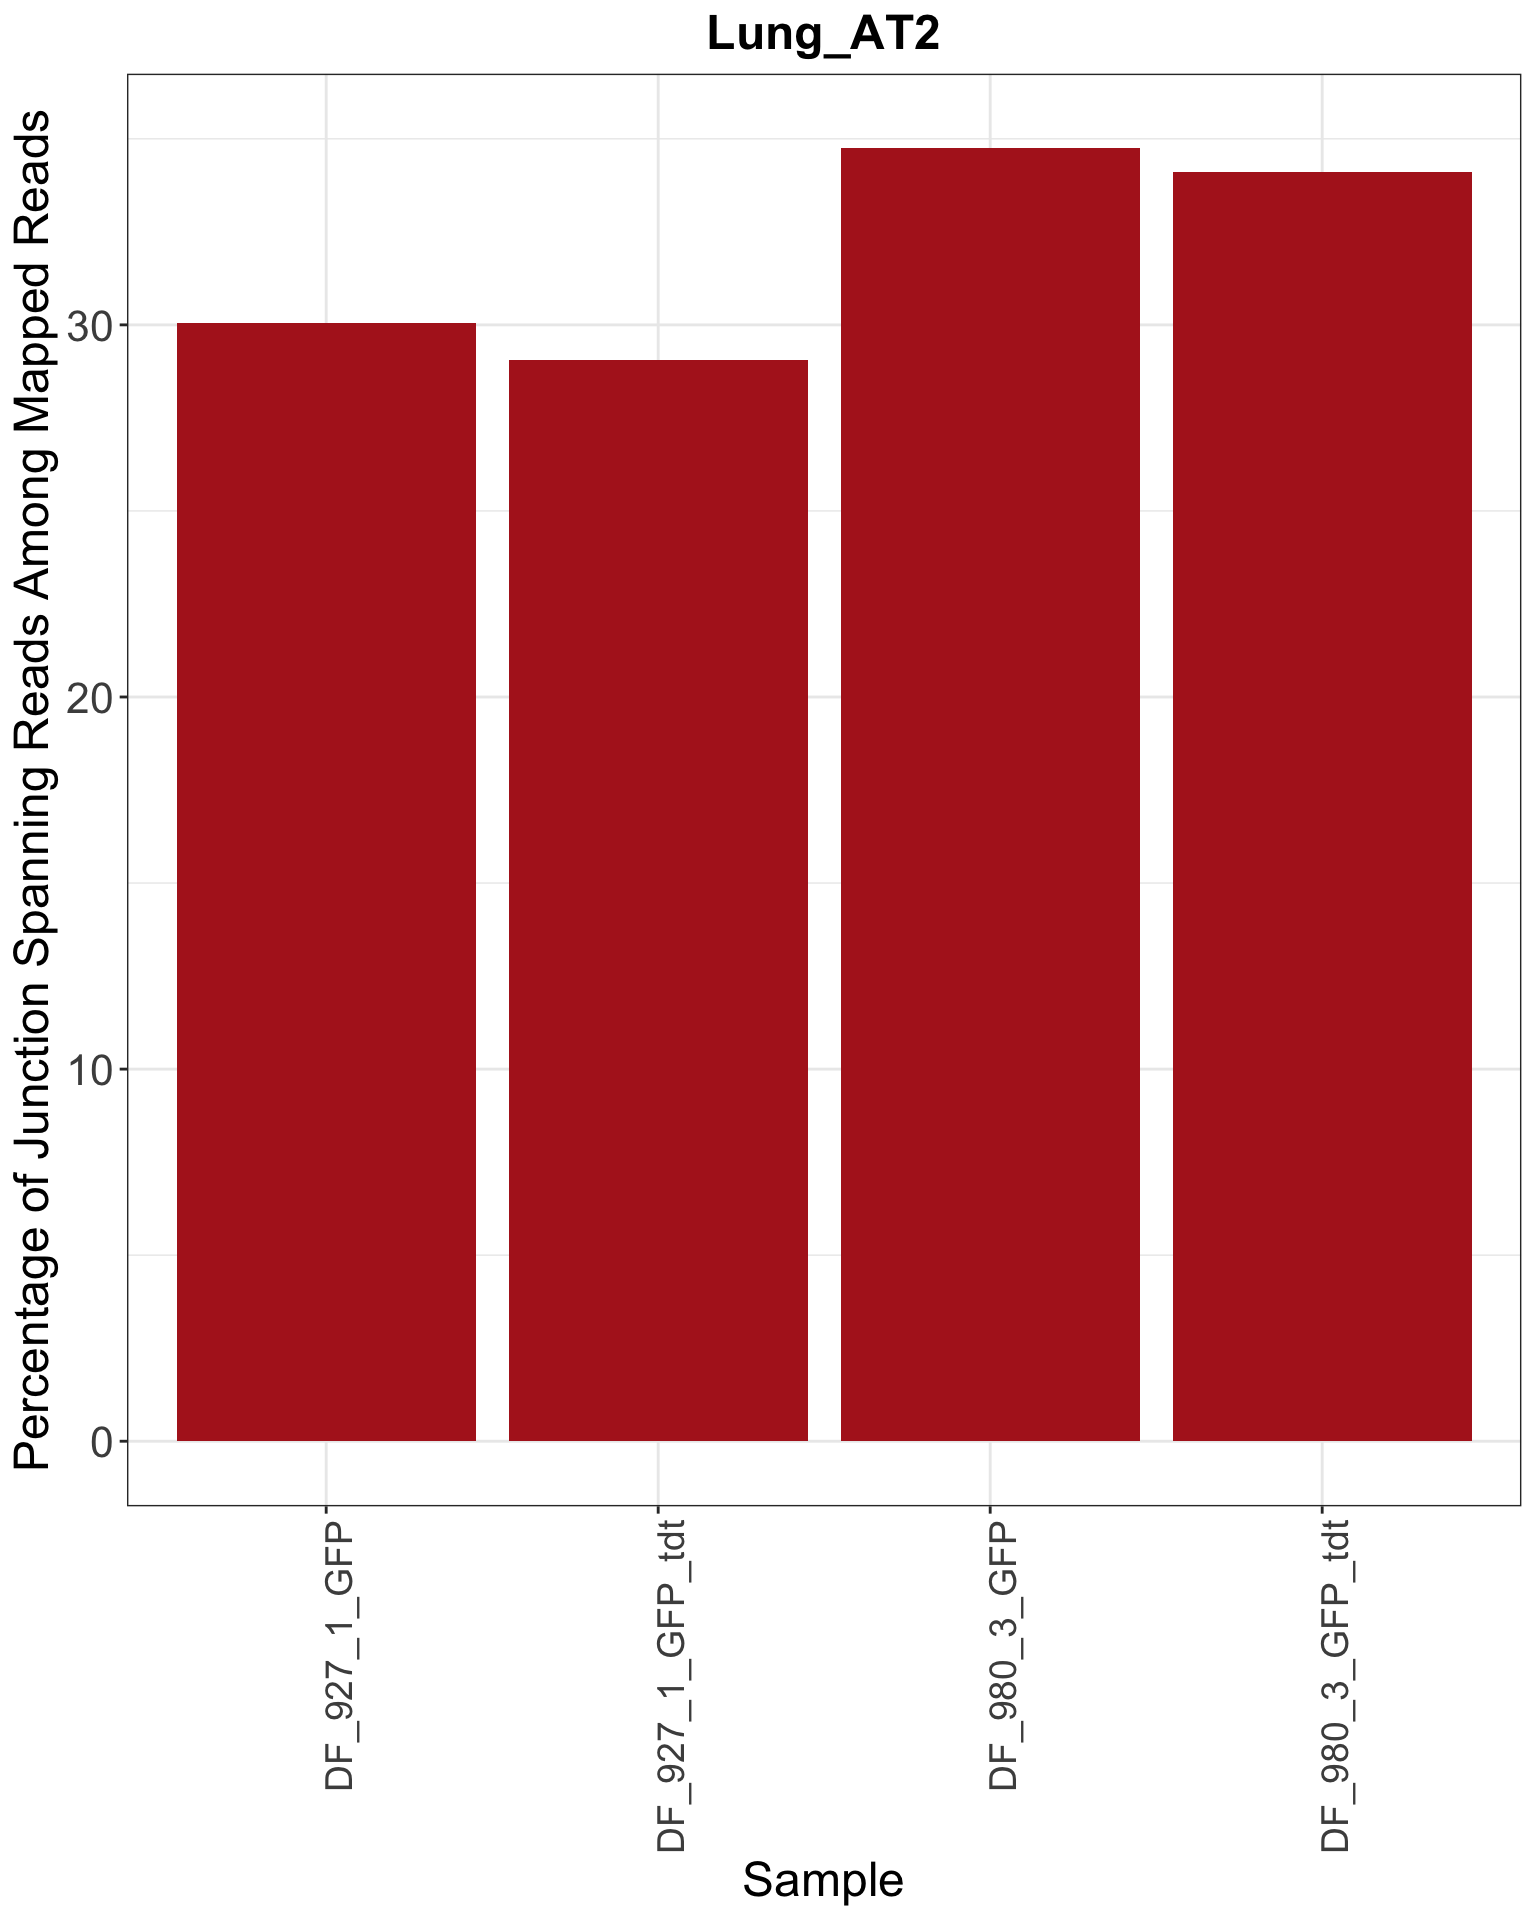 Lung_AT2
Percentage of Junction Spanning Reads Among Mapped Reads
30
20
10
0
DF_927_1_GFP
DF_927_1_GFP_tdt
DF_980_3_GFP
DF_980_3_GFP_tdt
Sample